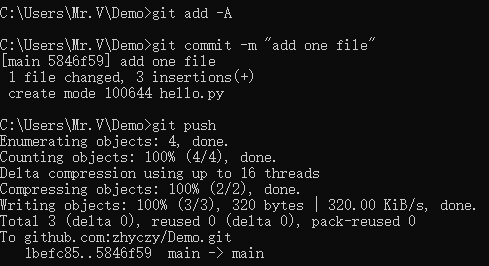 C:\Users\Mr.V\Demo>git add -A
C:\Users\Mr.V\Demo>git commit -m "add one file"
[main 5846f59] add one file
1 file changed, 3 insertions(+)
create mode 100644 hello.py
C:\Users\Mr.V\Demo>git push
Enumerating objects: 4, done.
Counting objects: 100% (4/4), done.
Delta compression using up to 16 threads
Compressing objects: 100% (2/2), done.
Writing objects: 100% (3/3), 320 bytes | 320.00 KiB/s, done.
Total 3 (delta 0), reused 0 (delta 0), pack-reused 0
To github.com:zhyczy/Demo.git
1befc85..5846f59  main -> main